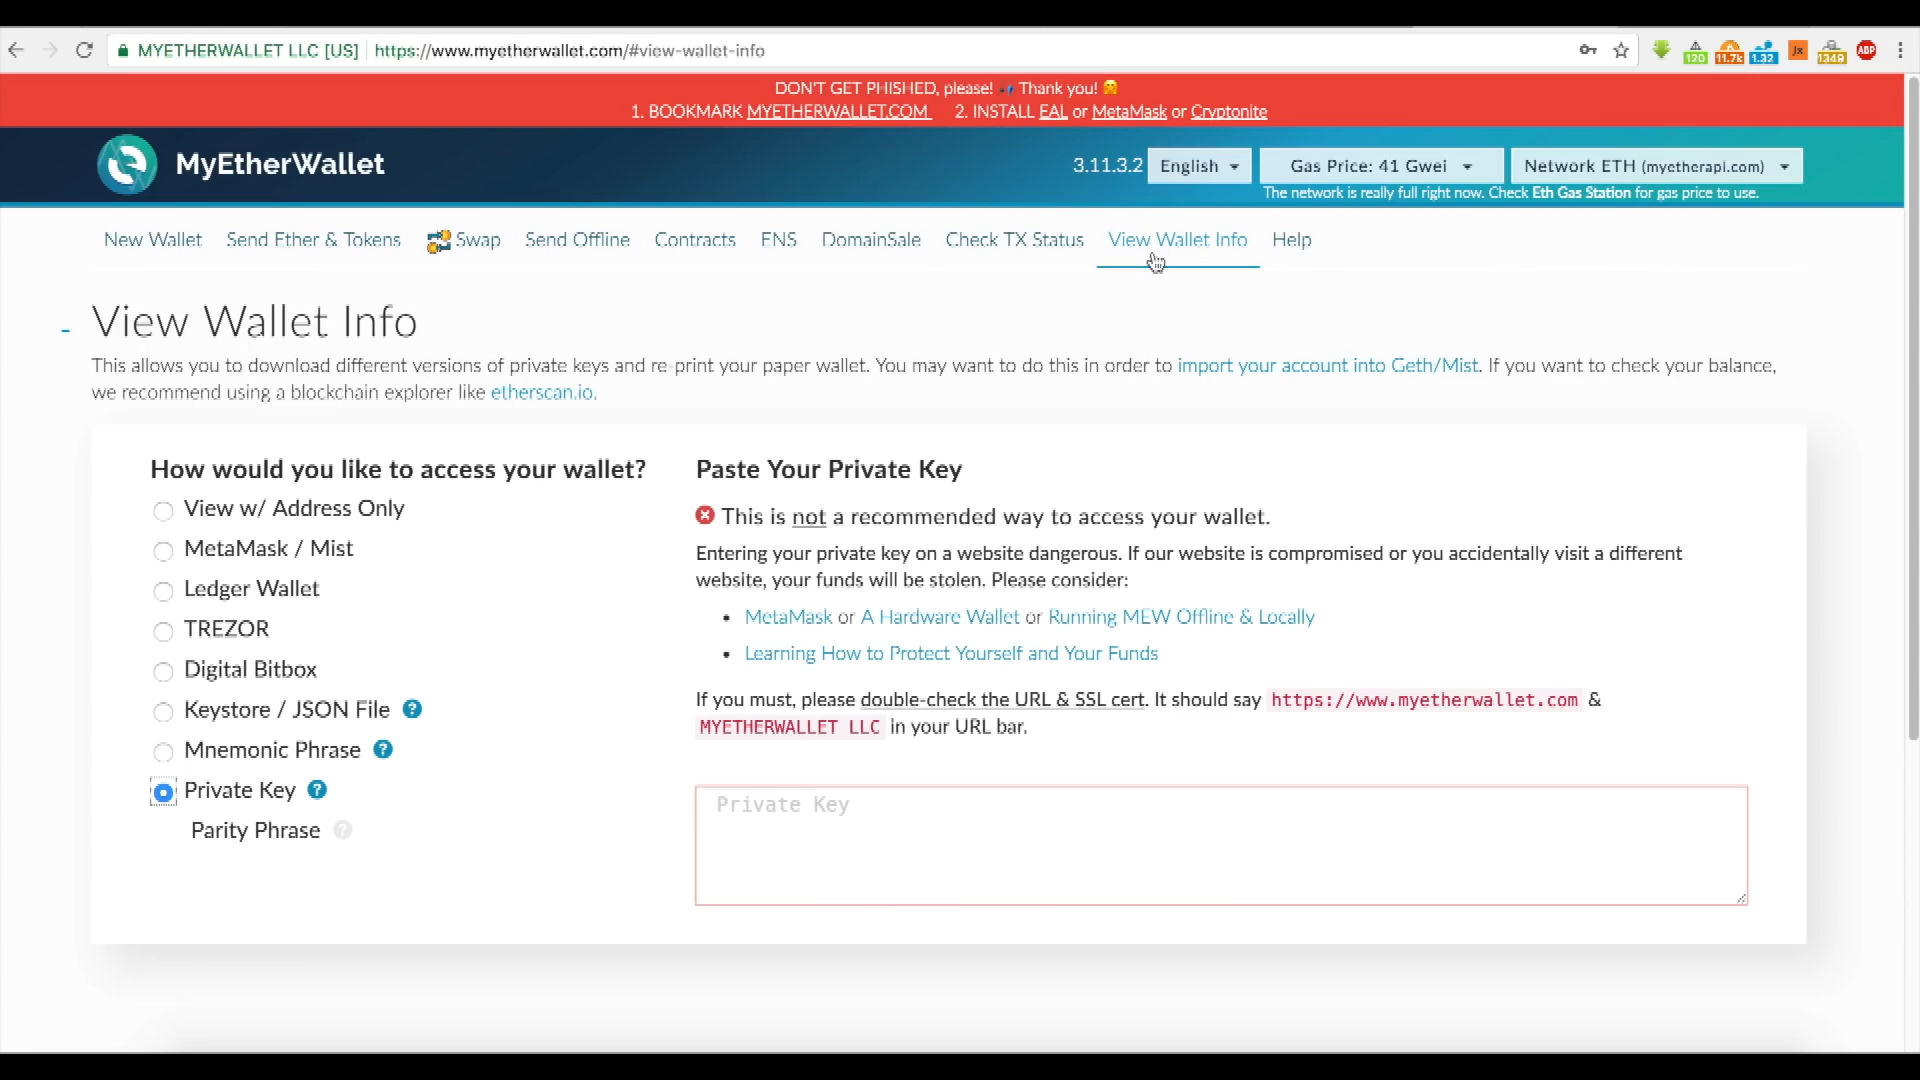 MYETHERWALLET LLC [US] https://www.myetherwallet.com/#view-wallet-info
120 11.7k 1.32 Jx 1349 ABP
DON'T GET PHISHED, please! Thank you!
1. BOOKMARK MYETHERWALLET.COM 2. INSTALL EAL or MetaMask or Cryptonite
MyEtherWallet 3.11.3.2 English Gas Price: 41 Gwei Network ETH (myetherapi.com)
The network is really full right now. Check Eth Gas Station for gas price to use.
New Wallet Send Ether & Tokens Swap Send Offline Contracts ENS DomainSale Check TX Status View Wallet Info Help
- View Wallet Info
This allows you to download different versions of private keys and re-print your paper wallet. You may want to do this in order to import your account into Geth/Mist. If you want to check your balance,
we recommend using a blockchain explorer like etherscan.io.
How would you like to access your wallet?
View w/ Address Only
MetaMask / Mist
Ledger Wallet
TREZOR
Digital Bitbox
Keystore / JSON File ?
Mnemonic Phrase ?
Private Key ?
Parity Phrase ?
Paste Your Private Key
This is not a recommended way to access your wallet.
Entering your private key on a website dangerous. If our website is compromised or you accidentally visit a different
website, your funds will be stolen. Please consider:
• MetaMask or A Hardware Wallet or Running MEW Offline & Locally
• Learning How to Protect Yourself and Your Funds
If you must, please double-check the URL & SSL cert. It should say https://www.myetherwallet.com &
MYETHERWALLET LLC in your URL bar.
Private Key